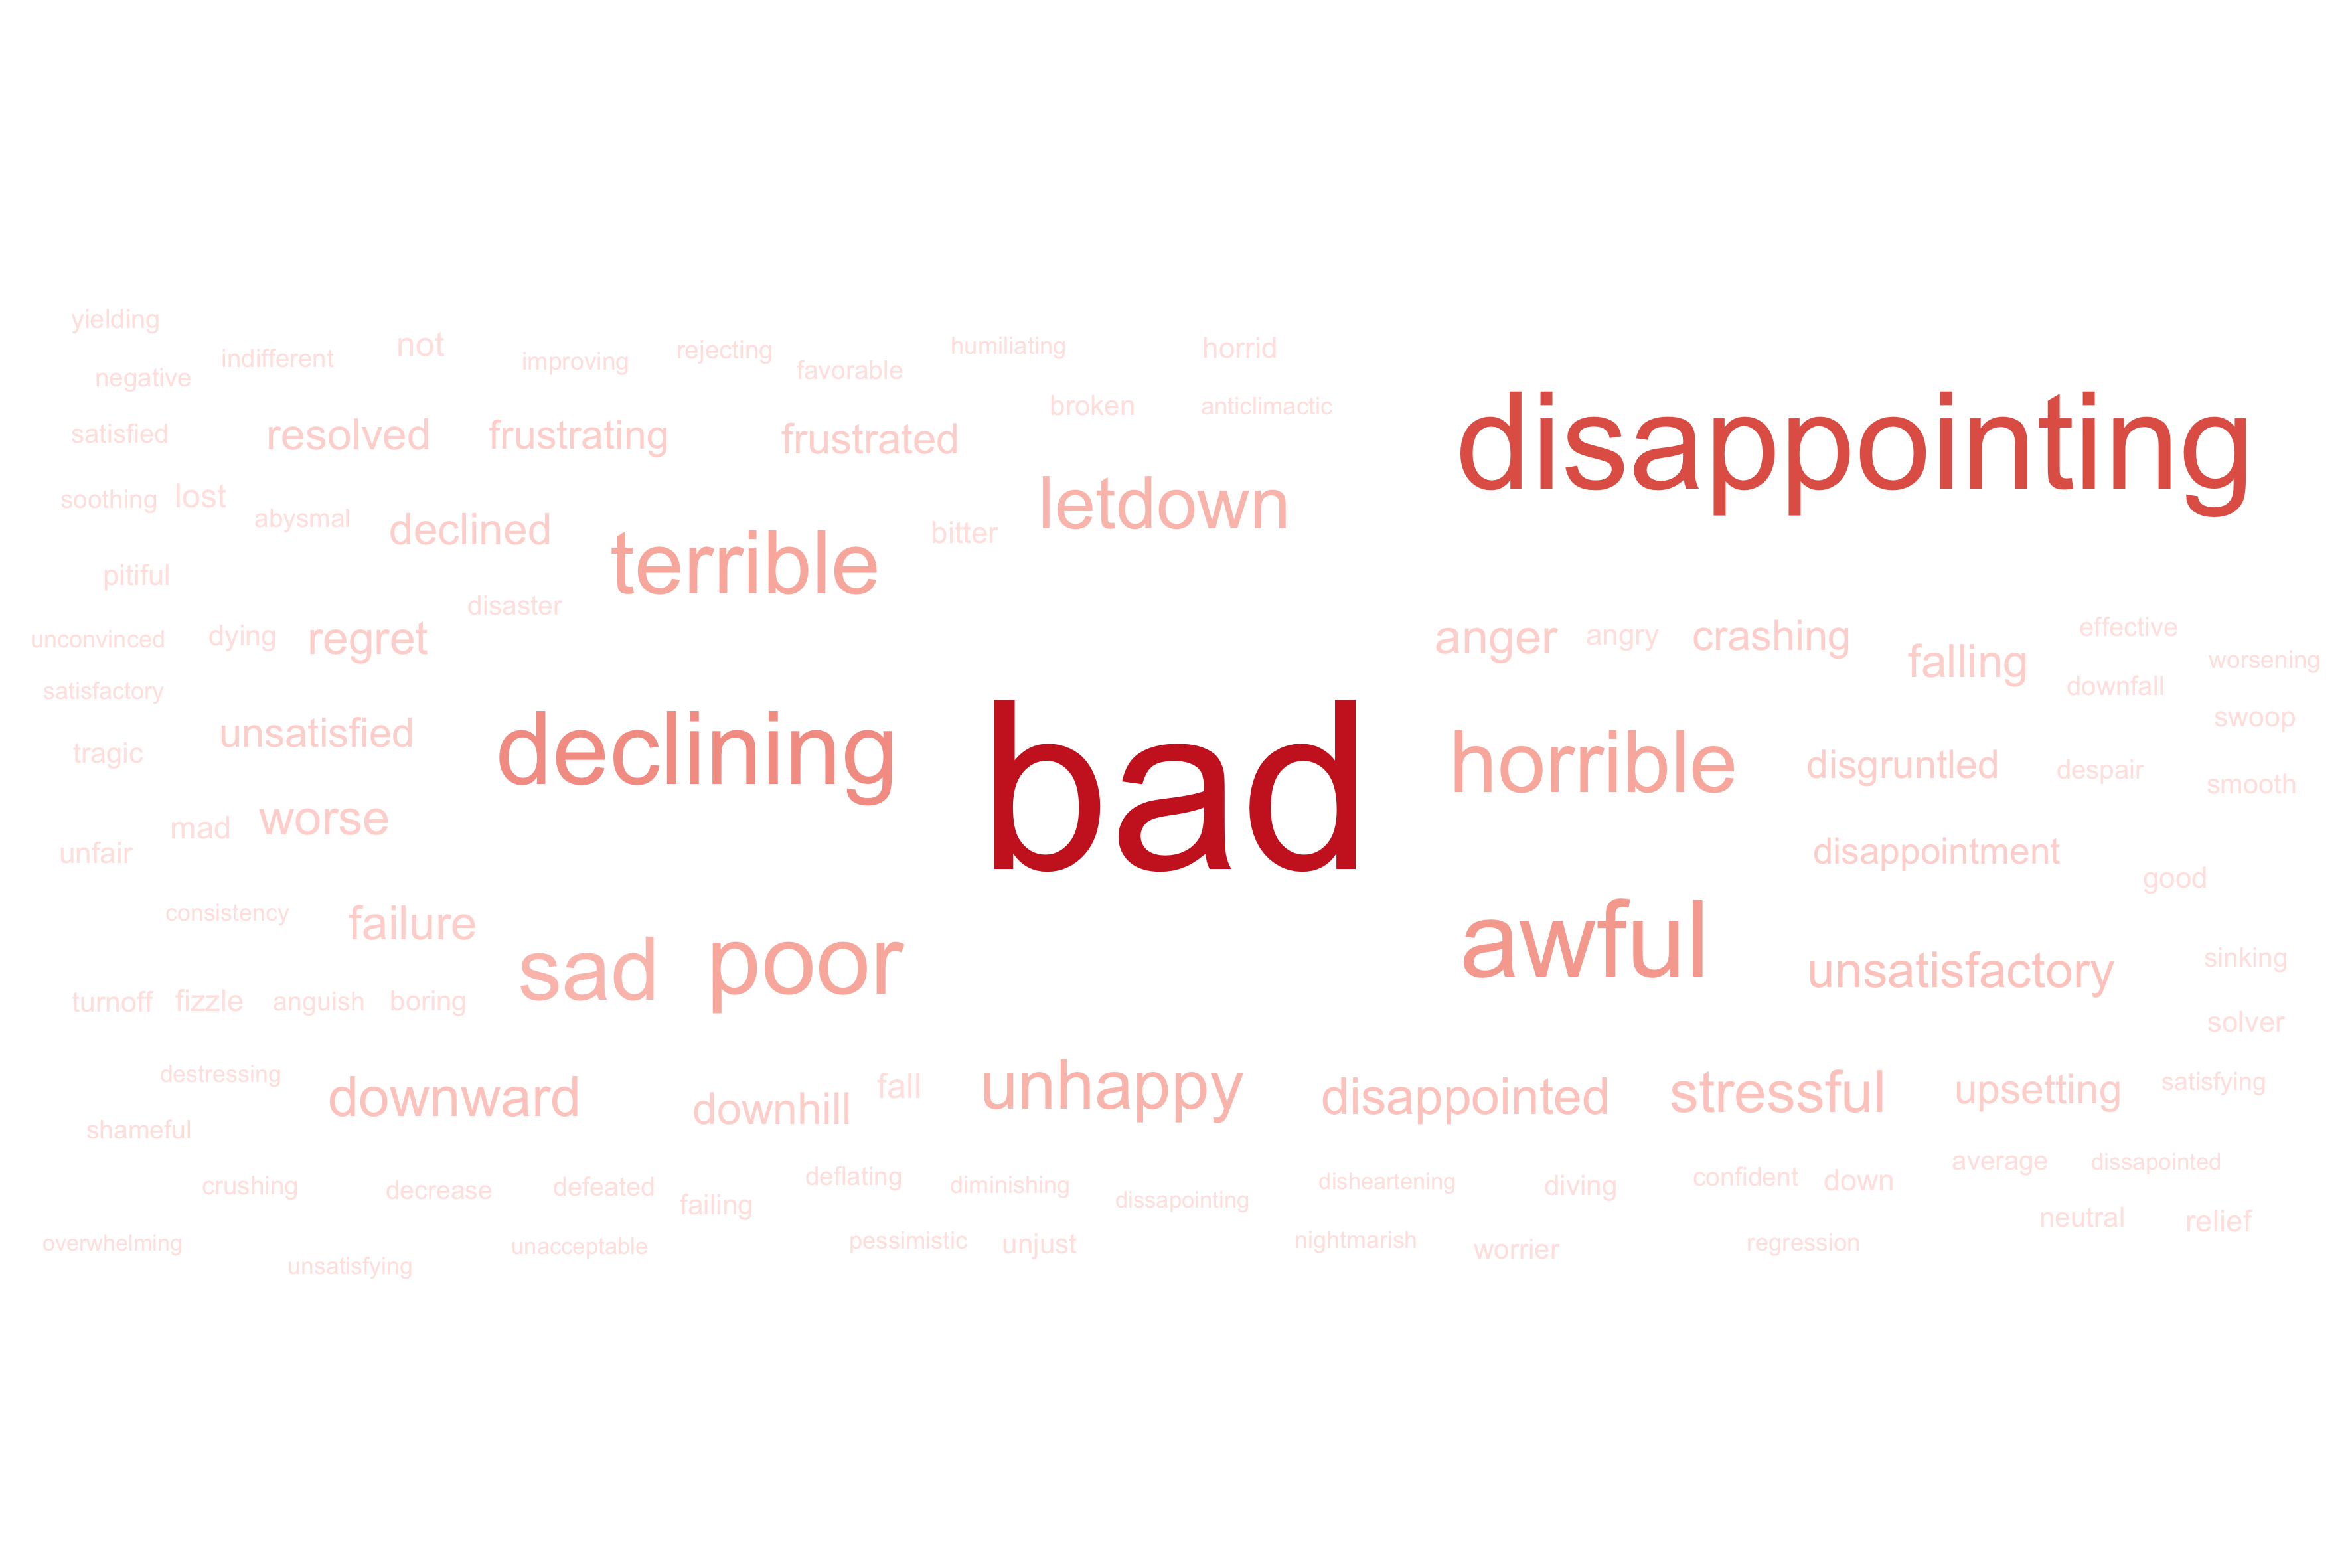 yielding
not
humiliating
horrid
rejecting
indifferent
improving
favorable
negative
disappointing
broken
anticlimactic
satisfied
resolved
frustrating
frustrated
soothing
lost
letdown
abysmal
declined
bitter
terrible
pitiful
disaster
unconvinced
dying
regret
anger
angry
crashing
effective
falling
worsening
satisfactory
downfall
swoop
unsatisfied
declining
bad
horrible
disgruntled
despair
smooth
tragic
mad
worse
unfair
disappointment
good
consistency
failure
awful
sad
poor
unsatisfactory
sinking
turnoff
fizzle
anguish
boring
solver
destressing
downward
downhill
fall
unhappy
disappointed
stressful
upsetting
satisfying
shameful
crushing
decrease
defeated
failing
deflating
diminishing
dissapointing
disheartening
diving
confident
down
average
dissapointed
neutral
relief
overwhelming
unsatisfying
unacceptable
pessimistic
unjust
nightmarish
worrier
regression